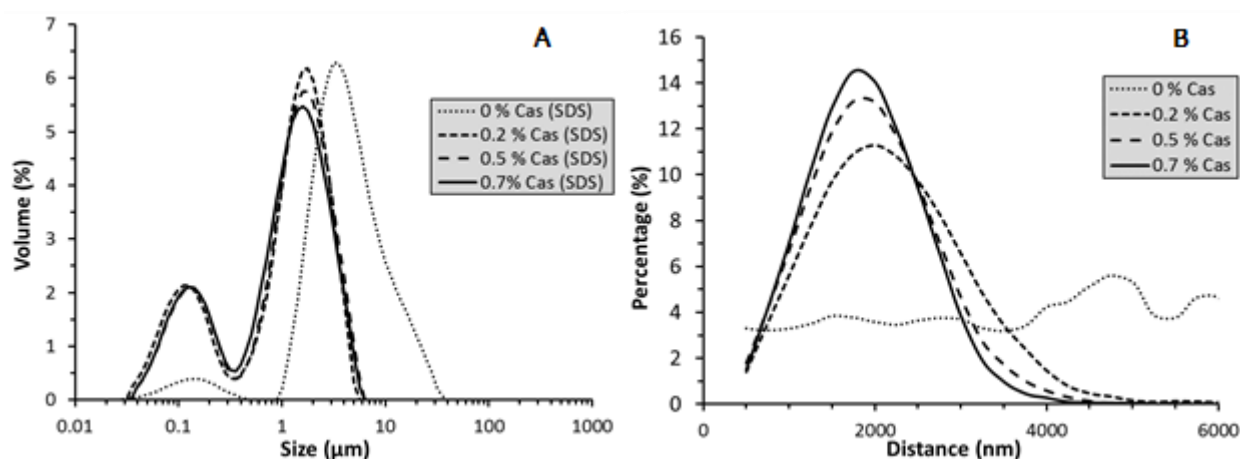 A
7
6
5
4
3
2
1
0
Volume (%)
0 % Cas (SDS)
0.2 % Cas (SDS)
0.5 % Cas (SDS)
0.7% Cas (SDS)
0.01 0.1 1 10 100 1000
Size (µm)
B
16
14
12
10
8
6
4
2
0
Percentage (%)
0 % Cas
0.2 % Cas
0.5 % Cas
0.7 % Cas
0 2000 4000 6000
Distance (nm)